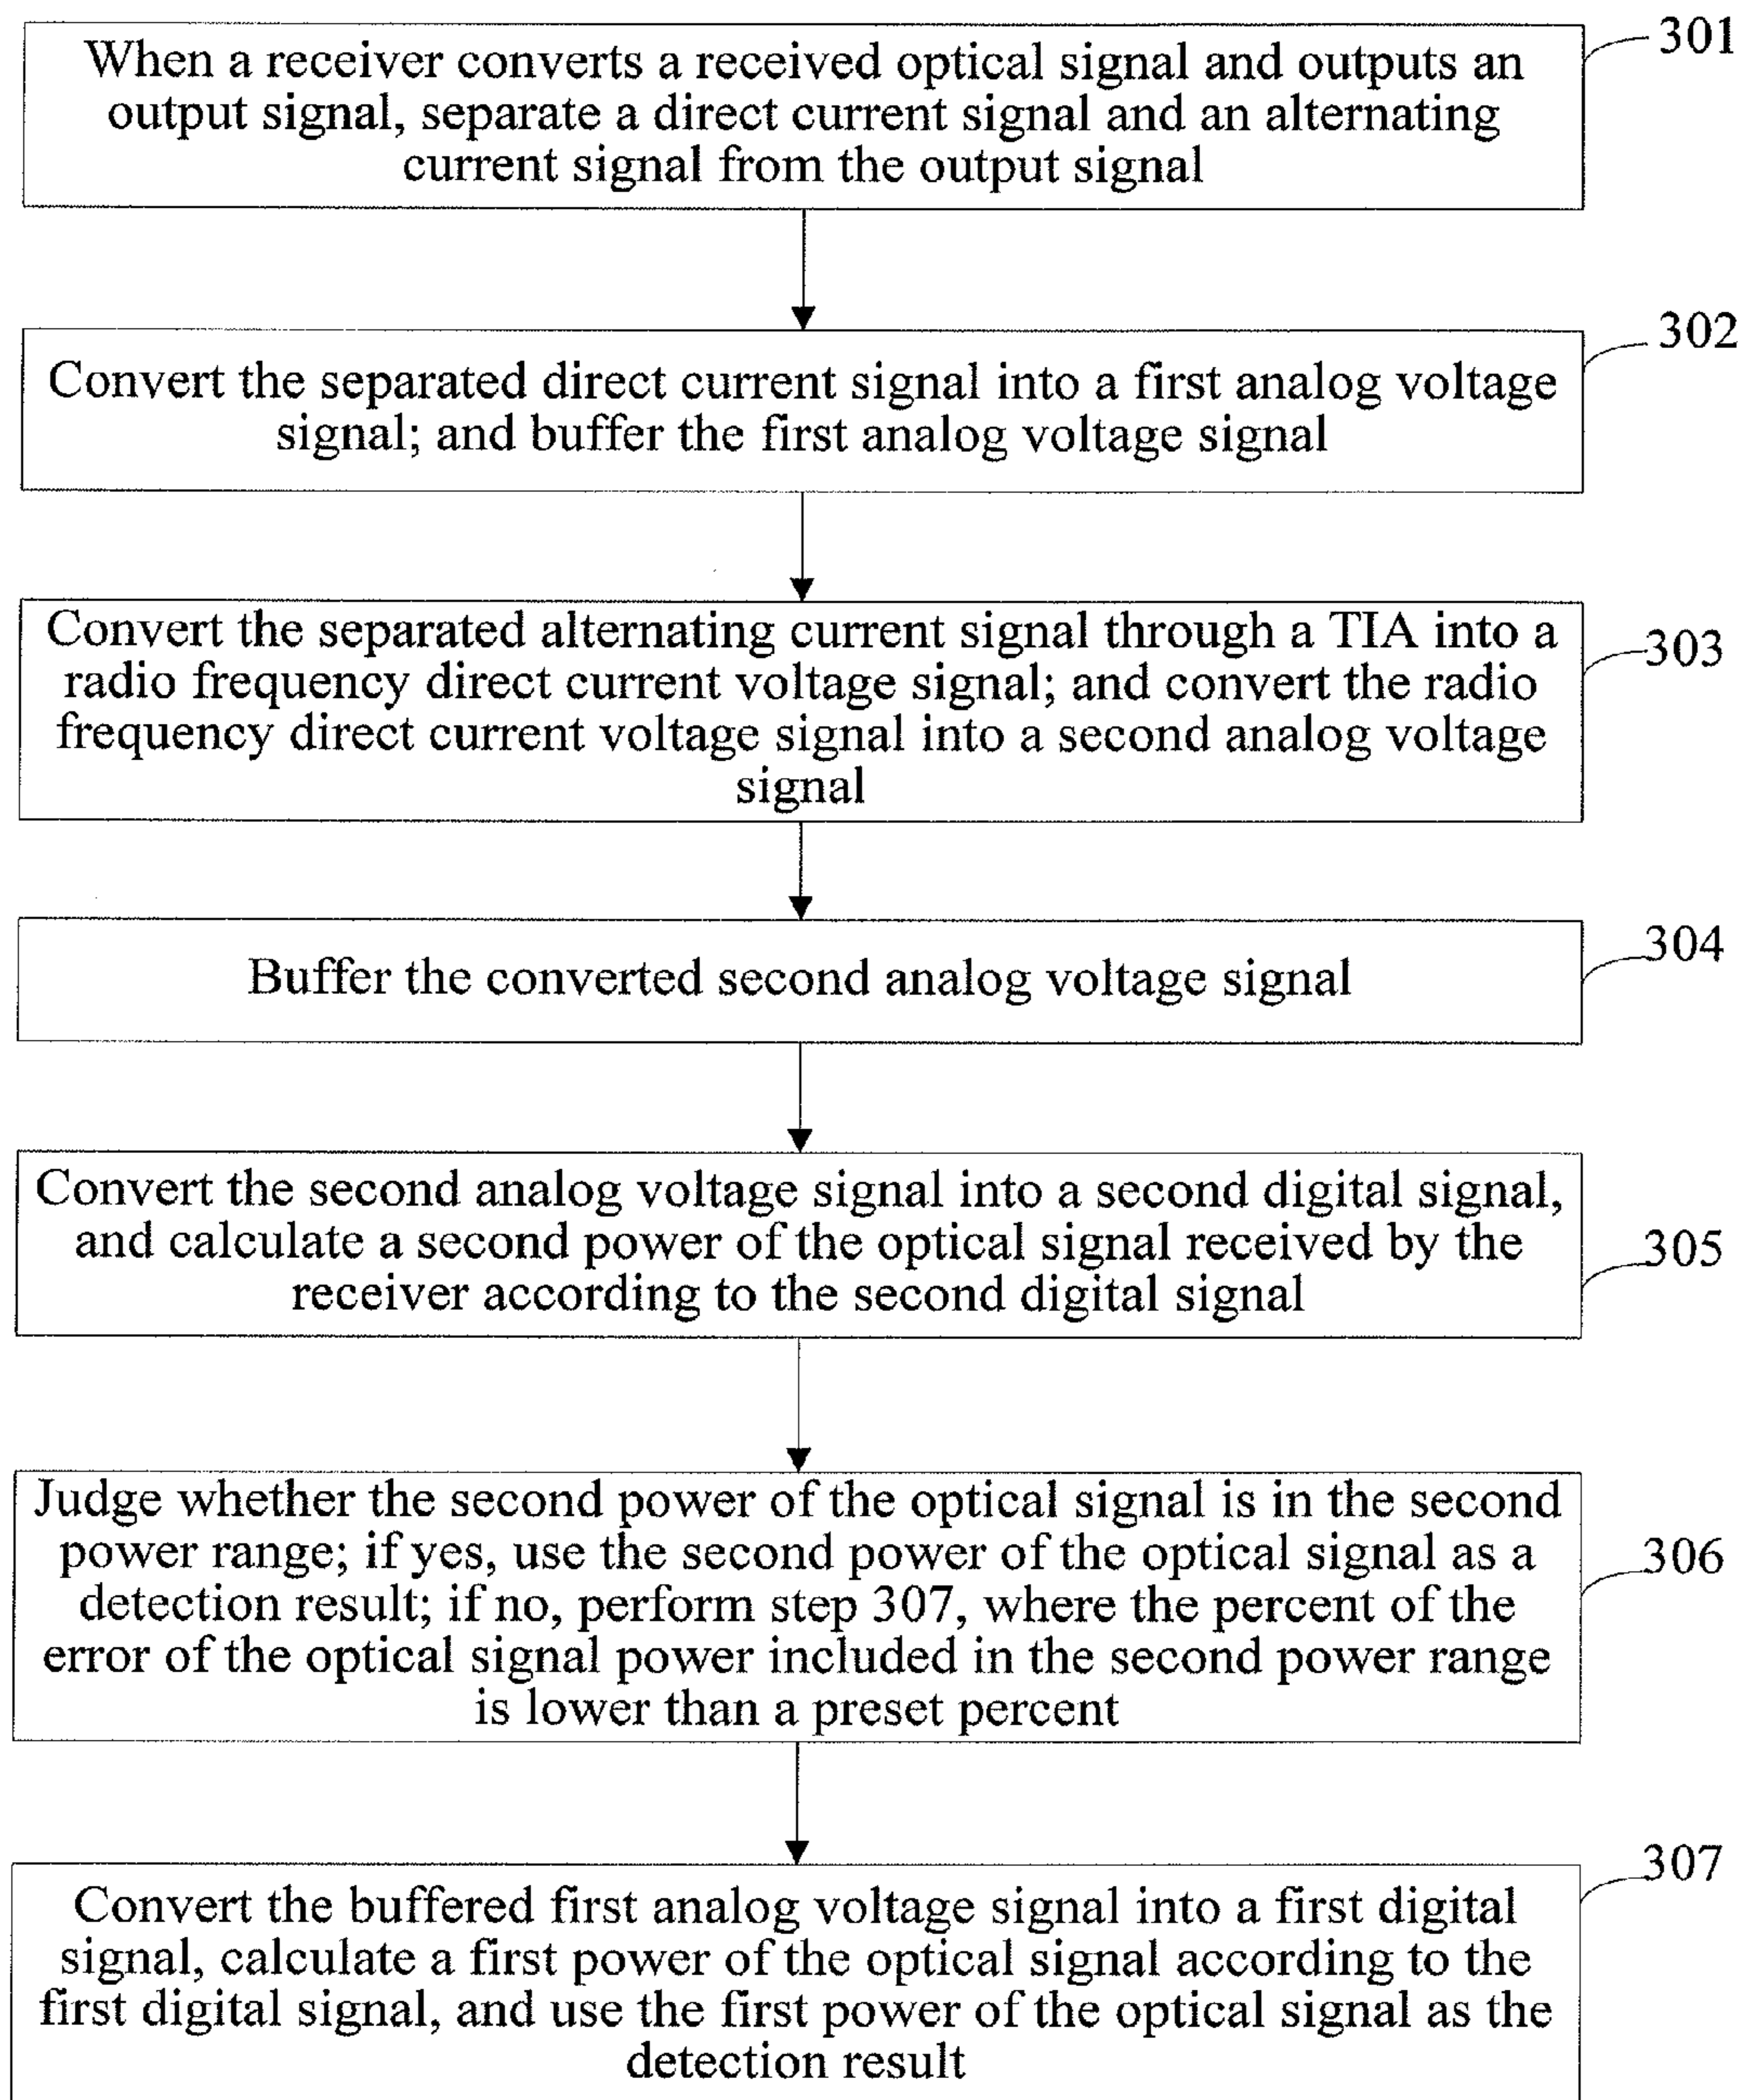 301
When a receiver converts a received optical signal and outputs an
output signal, separate a direct current signal and an alternating
current signal from the output signal
302
Convert the separated direct current signal into a first analog voltage
signal; and buffer the first analog voltage signal
303
Convert the separated alternating current signal through a TIA into a
radio frequency direct current voltage signal; and convert the radio
frequency direct current voltage signal into a second analog voltage
signal
304
Buffer the converted second analog voltage signal
305
Convert the second analog voltage signal into a second digital signal,
and calculate a second power of the optical signal received by the
receiver according to the second digital signal
306
Judge whether the second power of the optical signal is in the second
power range; if yes, use the second power of the optical signal as a
detection result; if no, perform step 307, where the percent of the
error of the optical signal power included in the second power range
is lower than a preset percent
307
Convert the buffered first analog voltage signal into a first digital
signal, calculate a first power of the optical signal according to the
first digital signal, and use the first power of the optical signal as the
detection result